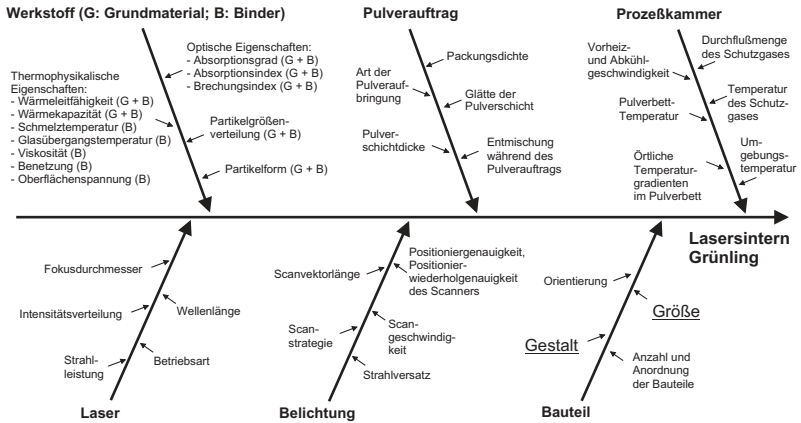 Werkstoff (G: Grundmaterial; B: Binder)
Optische Eigenschaften:
- Absorptionsgrad (G + B)
- Absorptionsindex (G + B)
- Brechungsindex (G + B)
Thermophysikalische
Eigenschaften:
- Wärmeleitfähigkeit (G + B)
- Wärmekapazität (G + B)
- Schmelztemperatur (B)
- Glasübergangstemperatur (B)
- Viskosität (B)
- Benetzung (B)
- Oberflächenspannung (B)
Partikelgrößen-
verteilung (G + B)
Partikelform (G + B)
Pulverauftrag
Packungsdichte
Art der
Pulverauf-
bringung
Glätte der
Pulverschicht
Pulver-
schichtdicke
Entmischung
während des
Pulverauftrags
Prozeßkammer
Durchflußmenge
des Schutzgases
Vorheiz-
und Abkühl-
geschwindigkeit
Temperatur
des Schutz-
gases
Pulverbett-
Temperatur
Um-
gebungs-
temperatur
Örtliche
Temperatur-
gradienten
im Pulverbett
Lasersintern
Grünling
Fokusdurchmesser
Wellenlänge
Intensitätsverteilung
Betriebsart
Strahl-
leistung
Laser
Positioniergenauigkeit,
Positionier-
wiederholgenauigkeit
des Scanners
Scanvektorlänge
Scan-
geschwindig-
keit
Scan-
strategie
Strahlversatz
Belichtung
Orientierung
Größe
Gestalt
Anzahl und
Anordnung
der Bauteile
Bauteil